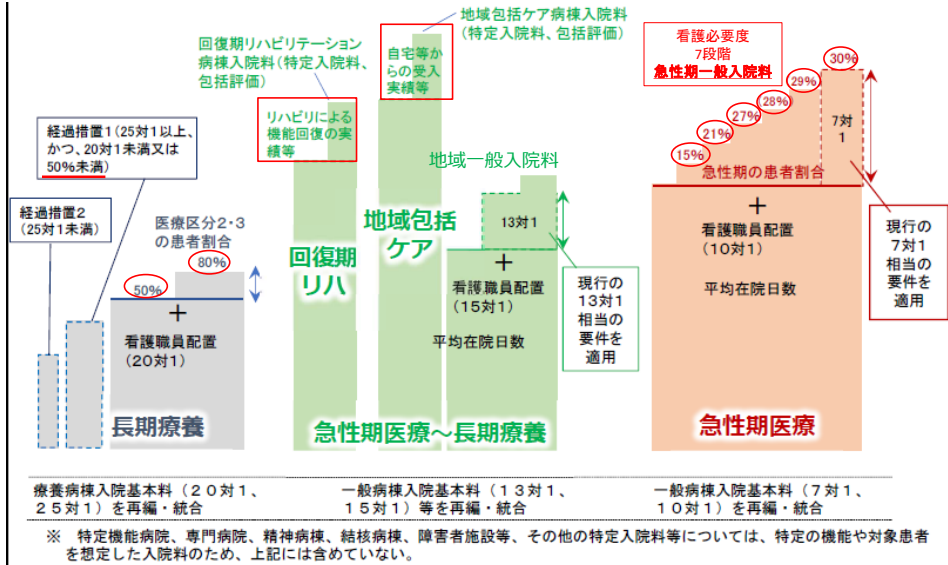 地域包括ケア病棟入院料
(特定入院料、包括評価)
回復期リハビリテーション
病棟入院料(特定入院料、
包括評価)
自宅等か
らの受入
実績等
リハビリによる
機能回復の実
績等
看護必要度
7段階
急性期一般入院料
30%
29%
28%
27%
21%
15%
7対
1
急性期の患者割合
+
看護職員配置
(10対1)
平均在院日数
現行の
7対1
相当の
要件を
適用
急性期医療
経過措置1(25対1以上、
かつ、20対1未満又は
50%未満)
経過措置2
(25対1未満)
医療区分2・3
の患者割合
80%
50%
+
看護職員配置
(20対1)
長期療養
回復期
リハ
地域包括
ケア
地域一般入院料
13対1
+
看護職員配置
(15対1)
平均在院日数
現行の
13対1
相当の
要件を
適用
急性期医療~長期療養
療養病棟入院基本料(20対1、
25対1)を再編・統合
一般病棟入院基本料(13対1、
15対1)等を再編・統合
一般病棟入院基本料(7対1、
10対1)を再編・統合
※ 特定機能病院、専門病院、精神病棟、結核病棟、障害者施設等、その他の特定入院料等については、特定の機能や対象患者
を想定した入院料のため、上記には含めていない。